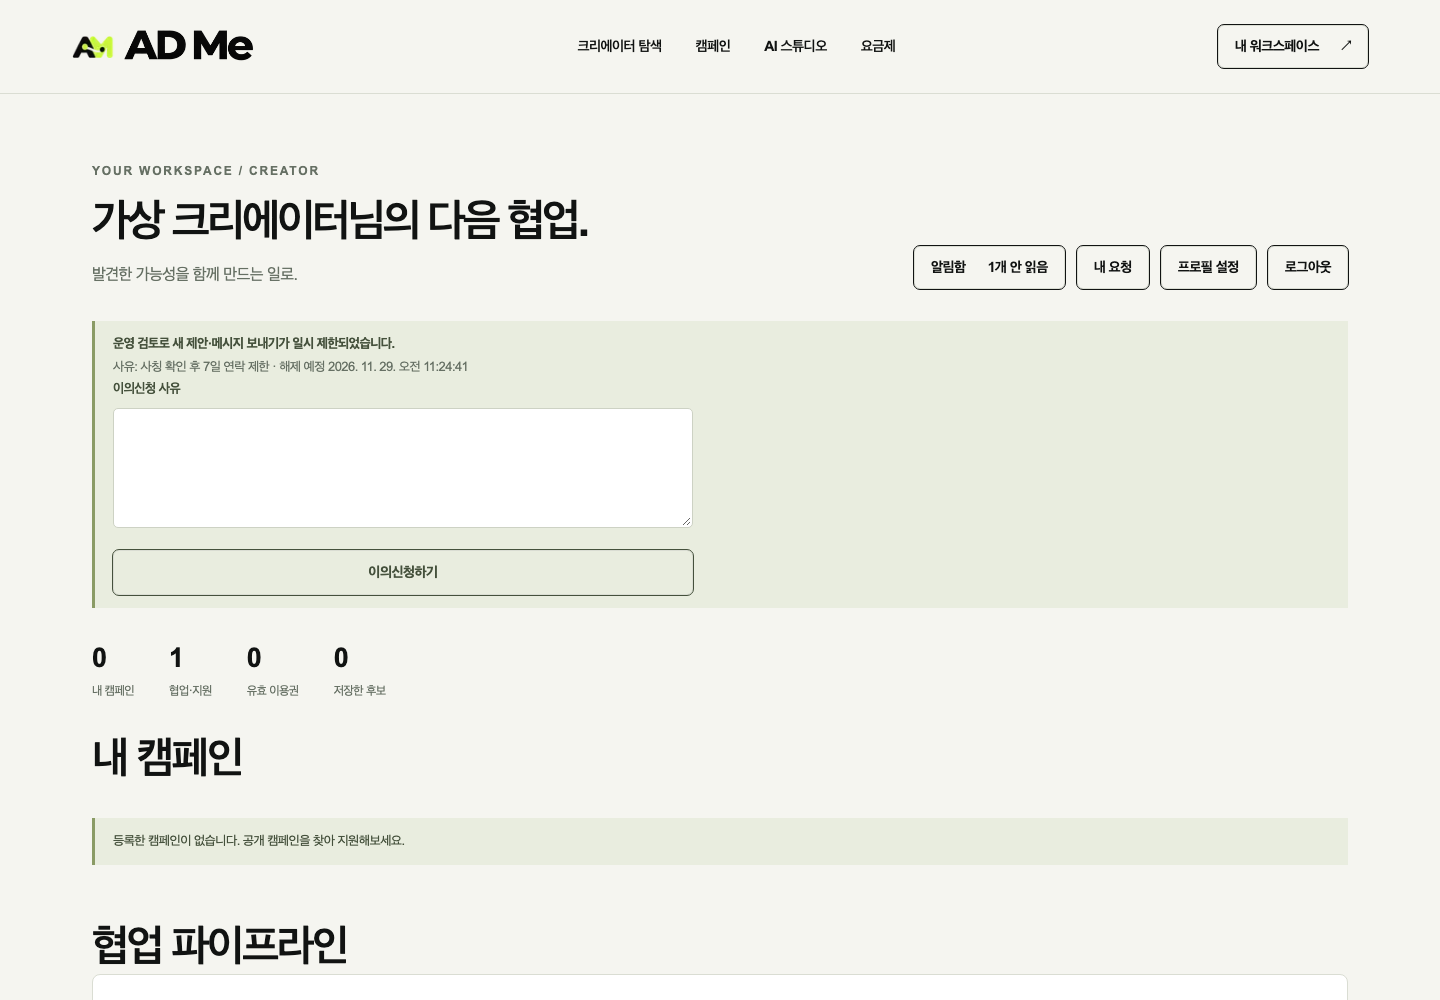 AM AD Me
크리에이터 탐색 캠페인 AI 스튜디오 요금제
내 워크스페이스 ↗
YOUR WORKSPACE / CREATOR
가상 크리에이터님의 다음 협업.
발견한 가능성을 함께 만드는 일로.
알림함 1개 안 읽음 내 요청 프로필 설정 로그아웃
운영 검토로 새 제안·메시지 보내기가 일시 제한되었습니다.
사유: 사칭 확인 후 7일 연락 제한 · 해제 예정 2026. 11. 29. 오전 11:24:41
이의신청 사유
이의신청하기
0 1 0 0
내 캠페인 협업·지원 유효 이용권 저장한 후보
내 캠페인
등록한 캠페인이 없습니다. 공개 캠페인을 찾아 지원해보세요.
협업 파이프라인